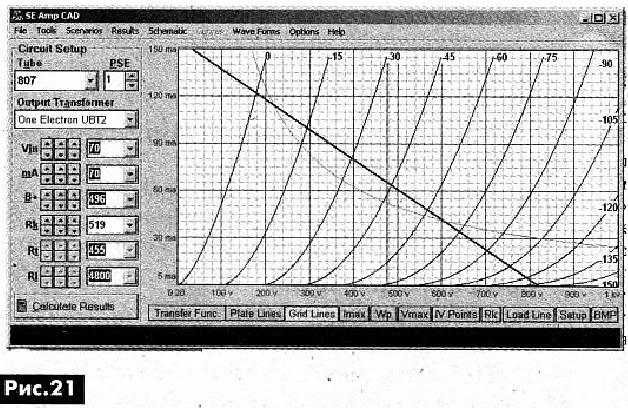 SE Amp CAD
File Tools Scenarios Results Schematic Wave Forms Options Help
Circuit Setup
Tube PSE
807 1
Output Transformer
One Electron UBT2
Vin 70
mA 70
B+ 496
Rk 519
Rt 455
Rl 4800
Calculate Results
150 ma
120 ma
90 ma
60 ma
30 ma
5 ma
0 -15 -30 -45 -60 -75 -90
-105
-120
-135
-150
0 20 100 V 200 V 300 V 400 V 500 V 600 V 700 V 800 V 900 V
Transfer Func. Plate Lines Grid Lines Imax Wp Vmax IV Points Rk Load Line Setup BMP
Рис.21